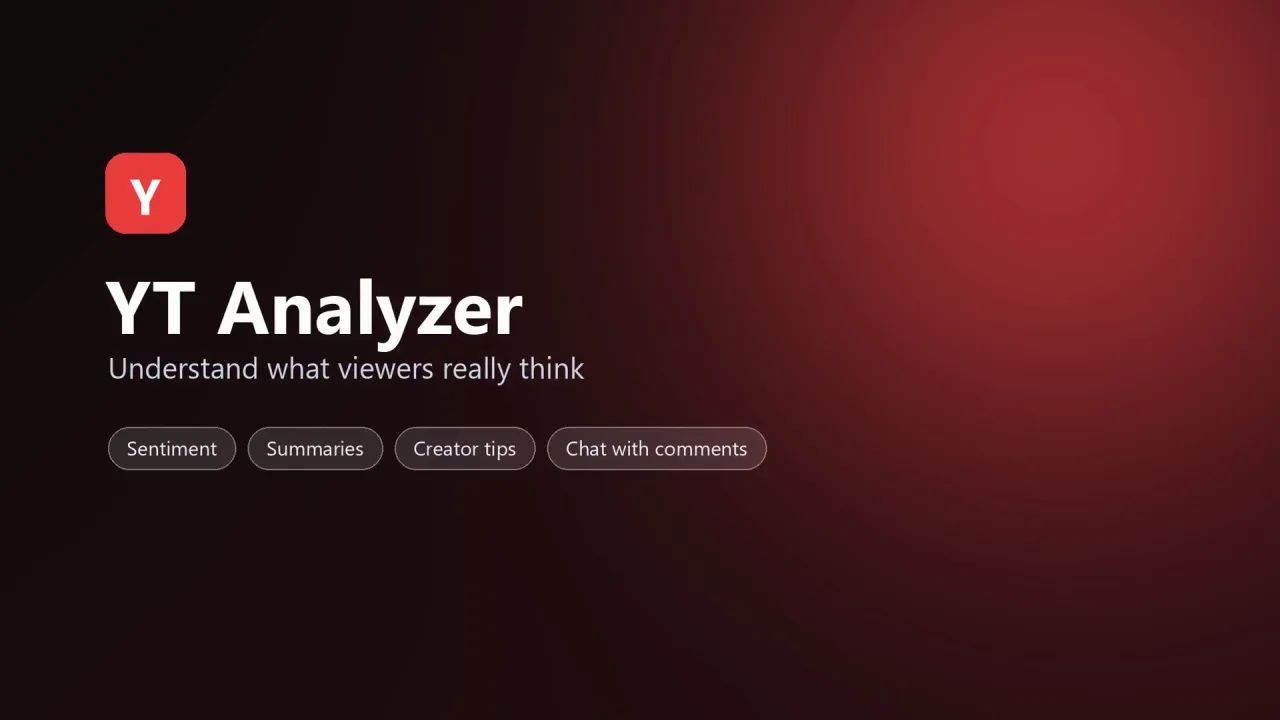 Y
YT Analyzer
Understand what viewers really think
Sentiment Summaries Creator tips Chat with comments